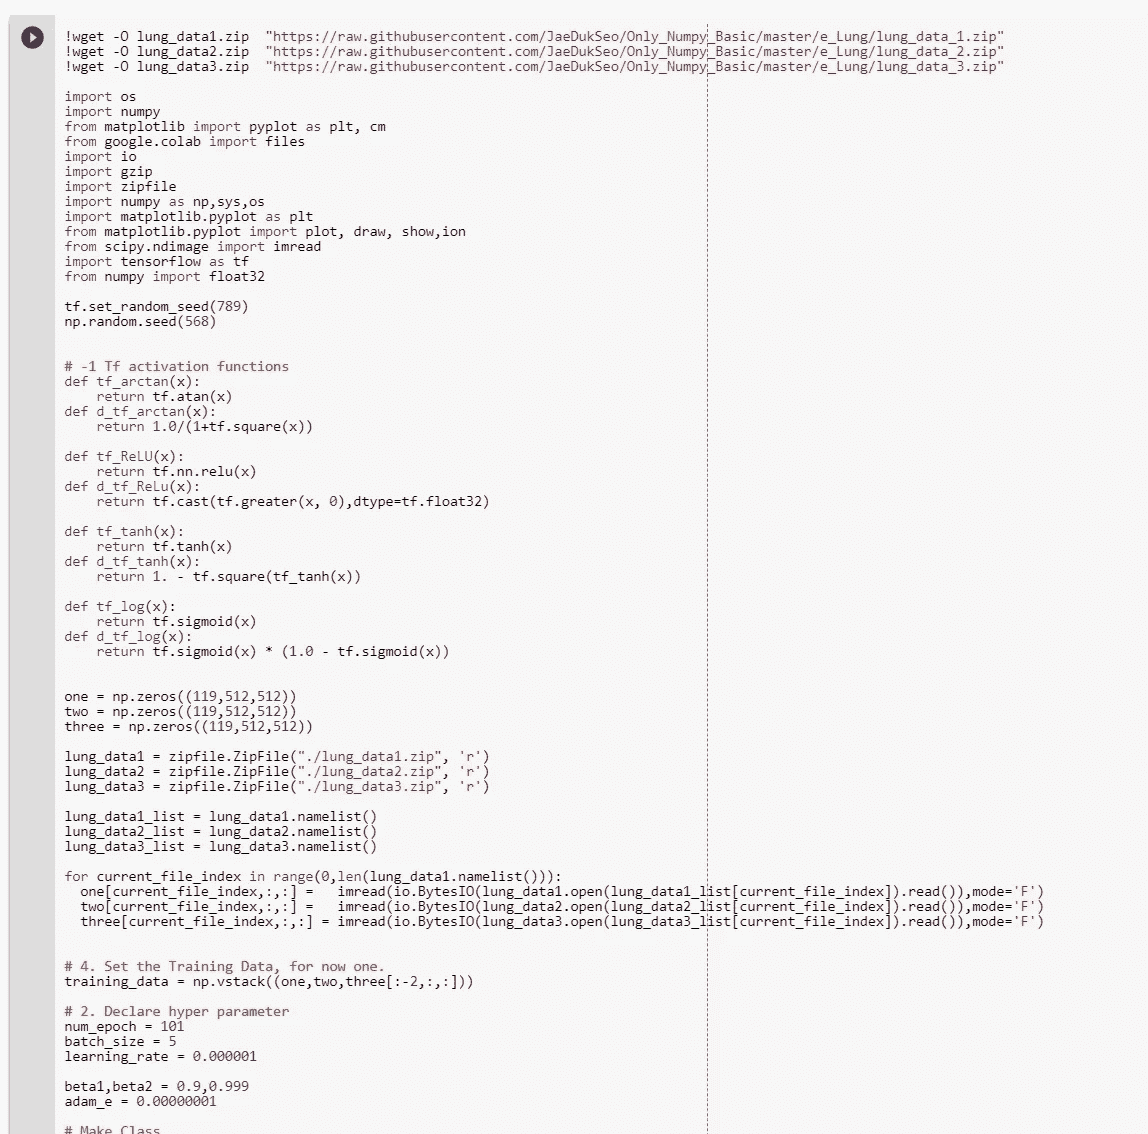 !wget -O lung_data1.zip  "https://raw.githubusercontent.com/JaeDukSeo/Only_Numpy_Basic/master/e_Lung/lung_data_1.zip"
!wget -O lung_data2.zip  "https://raw.githubusercontent.com/JaeDukSeo/Only_Numpy_Basic/master/e_Lung/lung_data_2.zip"
!wget -O lung_data3.zip  "https://raw.githubusercontent.com/JaeDukSeo/Only_Numpy_Basic/master/e_Lung/lung_data_3.zip"
import os
import numpy
from matplotlib import pyplot as plt, cm
from google.colab import files
import io
import gzip
import zipfile
import numpy as np,sys,os
import matplotlib.pyplot as plt
from matplotlib.pyplot import plot, draw, show,ion
from scipy.ndimage import imread
import tensorflow as tf
from numpy import float32
tf.set_random_seed(789)
np.random.seed(568)
# -1 Tf activation functions
def tf_arctan(x):
    return tf.atan(x)
def d_tf_arctan(x):
    return 1.0/(1+tf.square(x))
def tf_ReLU(x):
    return tf.nn.relu(x)
def d_tf_ReLu(x):
    return tf.cast(tf.greater(x, 0),dtype=tf.float32)
def tf_tanh(x):
    return tf.tanh(x)
def d_tf_tanh(x):
    return 1. - tf.square(tf_tanh(x))
def tf_log(x):
    return tf.sigmoid(x)
def d_tf_log(x):
    return tf.sigmoid(x) * (1.0 - tf.sigmoid(x))
one = np.zeros((119,512,512))
two = np.zeros((119,512,512))
three = np.zeros((119,512,512))
lung_data1 = zipfile.ZipFile("./lung_data1.zip", 'r')
lung_data2 = zipfile.ZipFile("./lung_data2.zip", 'r')
lung_data3 = zipfile.ZipFile("./lung_data3.zip", 'r')
lung_data1_list = lung_data1.namelist()
lung_data2_list = lung_data2.namelist()
lung_data3_list = lung_data3.namelist()
for current_file_index in range(0,len(lung_data1.namelist())):
  one[current_file_index,:,:] =   imread(io.BytesIO(lung_data1.open(lung_data1_list[current_file_index]).read()),mode='F')
  two[current_file_index,:,:] =   imread(io.BytesIO(lung_data2.open(lung_data2_list[current_file_index]).read()),mode='F')
  three[current_file_index,:,:] = imread(io.BytesIO(lung_data3.open(lung_data3_list[current_file_index]).read()),mode='F')
# 4. Set the Training Data, for now one.
training_data = np.vstack((one,two,three[:-2,:,:]))
# 2. Declare hyper parameter
num_epoch = 101
batch_size = 5
learning_rate = 0.000001
beta1,beta2 = 0.9,0.999
adam_e = 0.00000001
# Make Class